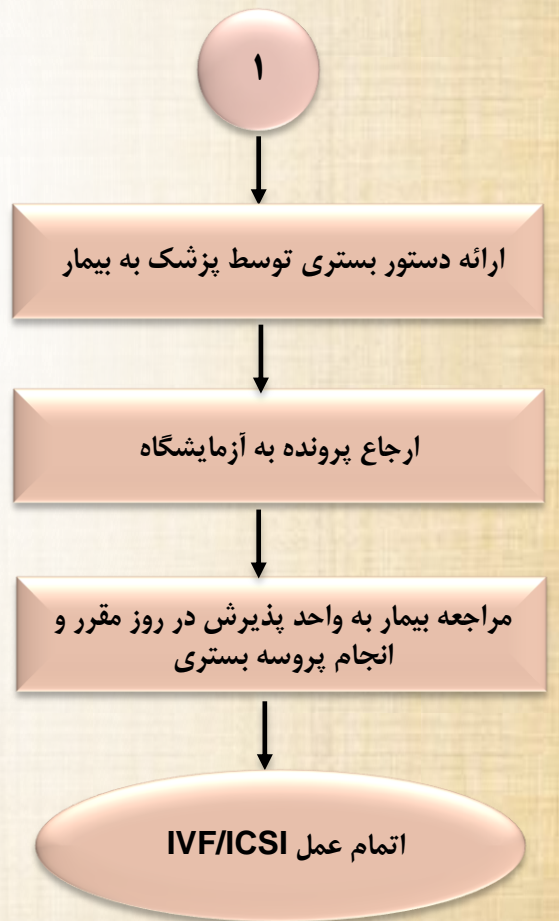 ۱
ارائه دستور بستری توسط پزشک به بیمار
ارجاع پرونده به آزمایشگاه
مراجعه بیمار به واحد پذیرش در روز مقرر و
انجام پروسه بستری
اتمام عمل IVF/ICSI